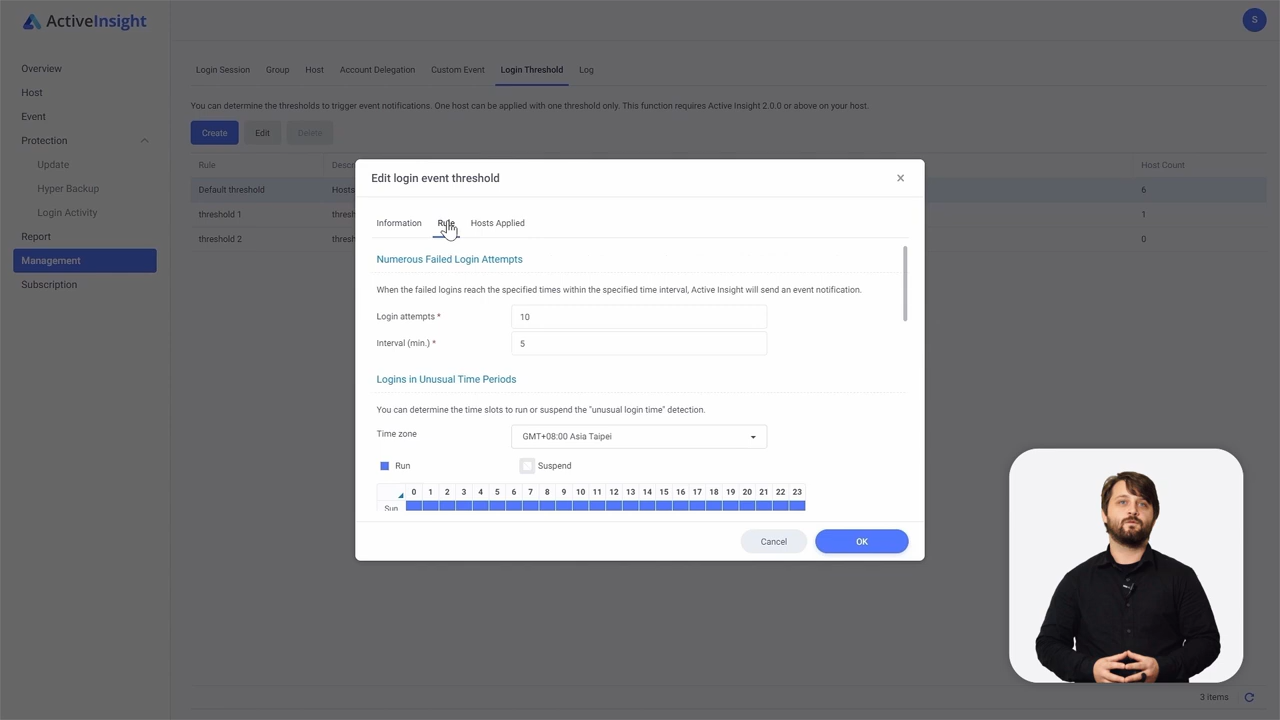 ActiveInsight
S
Overview
Host
Event
Protection
Update
Hyper Backup
Login Activity
Report
Management
Subscription
Login Session Group Host Account Delegation Custom Event Login Threshold Log
You can determine the thresholds to trigger event notifications. One host can be applied with one threshold only. This function requires Active Insight 2.0.0 or above on your host.
Create Edit Delete
Rule Host Count
Default threshold Hosts 6
threshold 1 1
threshold 2 0
Edit login event threshold
Information Rule Hosts Applied
Numerous Failed Login Attempts
When the failed logins reach the specified times within the specified time interval, Active Insight will send an event notification.
Login attempts * 10
Interval (min.) * 5
Logins in Unusual Time Periods
You can determine the time slots to run or suspend the "unusual login time" detection.
Time zone GMT+08:00 Asia Taipei
Run Suspend
0 1 2 3 4 5 6 7 8 9 10 11 12 13 14 15 16 17 18 19 20 21 22 23
Sun
Cancel OK
3 items